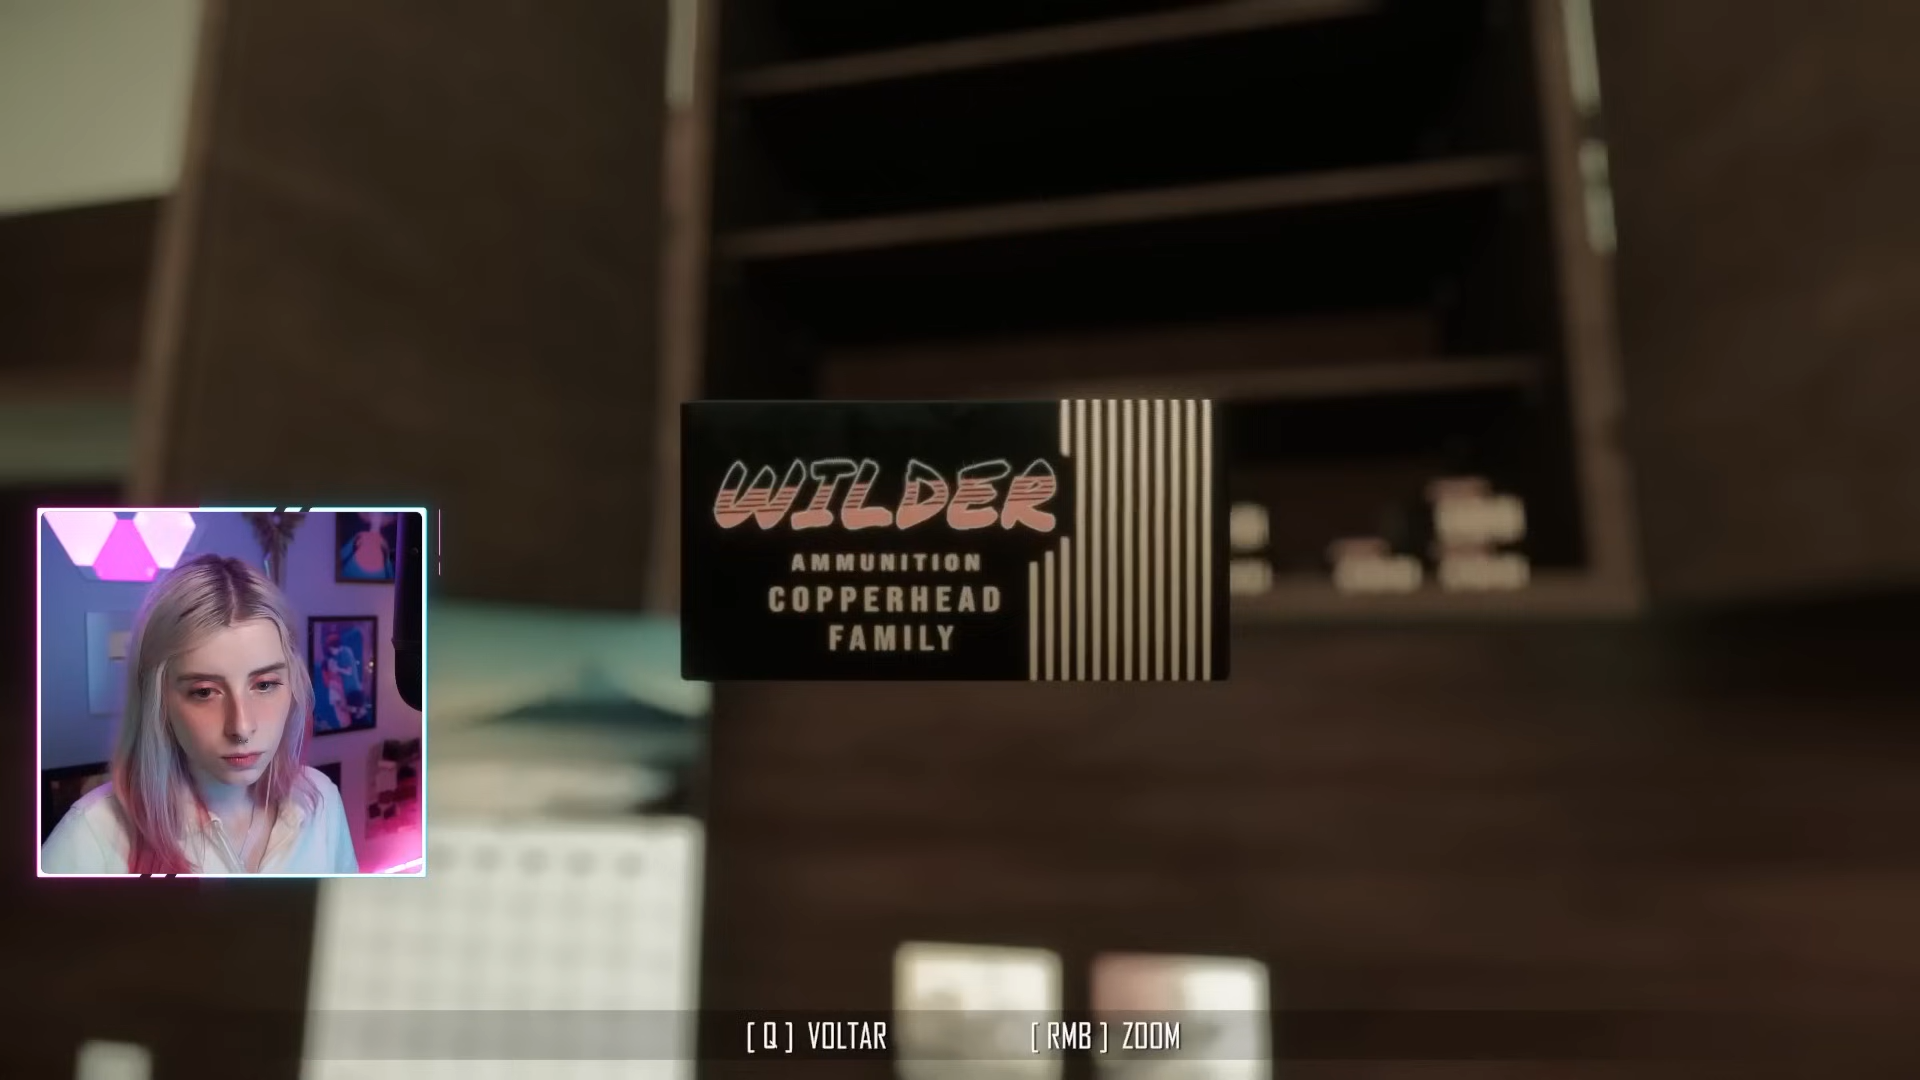 WILDER
AMMUNITION
COPPERHEAD
FAMILY
[ Q ] VOLTAR
[ RMB ] ZOOM